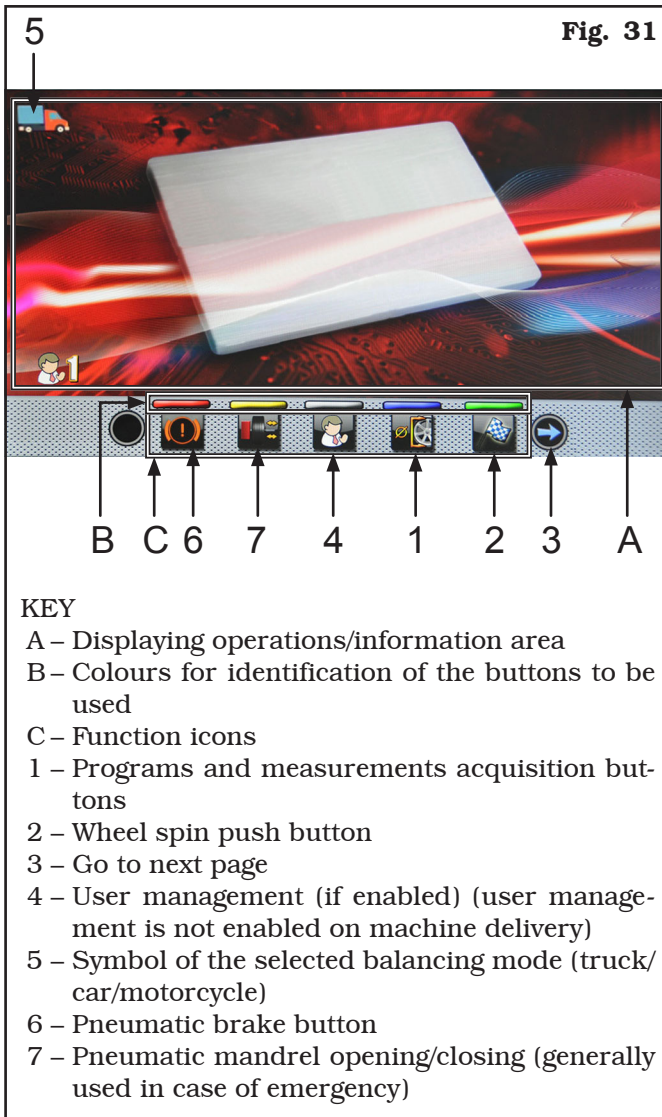 5
Fig. 31
1
B C 6 7 4 1 2 3 A
KEY
A – Displaying operations/information area
B – Colours for identification of the buttons to be
used
C – Function icons
1 – Programs and measurements acquisition but-
tons
2 – Wheel spin push button
3 – Go to next page
4 – User management (if enabled) (user manage-
ment is not enabled on machine delivery)
5 – Symbol of the selected balancing mode (truck/
car/motorcycle)
6 – Pneumatic brake button
7 – Pneumatic mandrel opening/closing (generally
used in case of emergency)